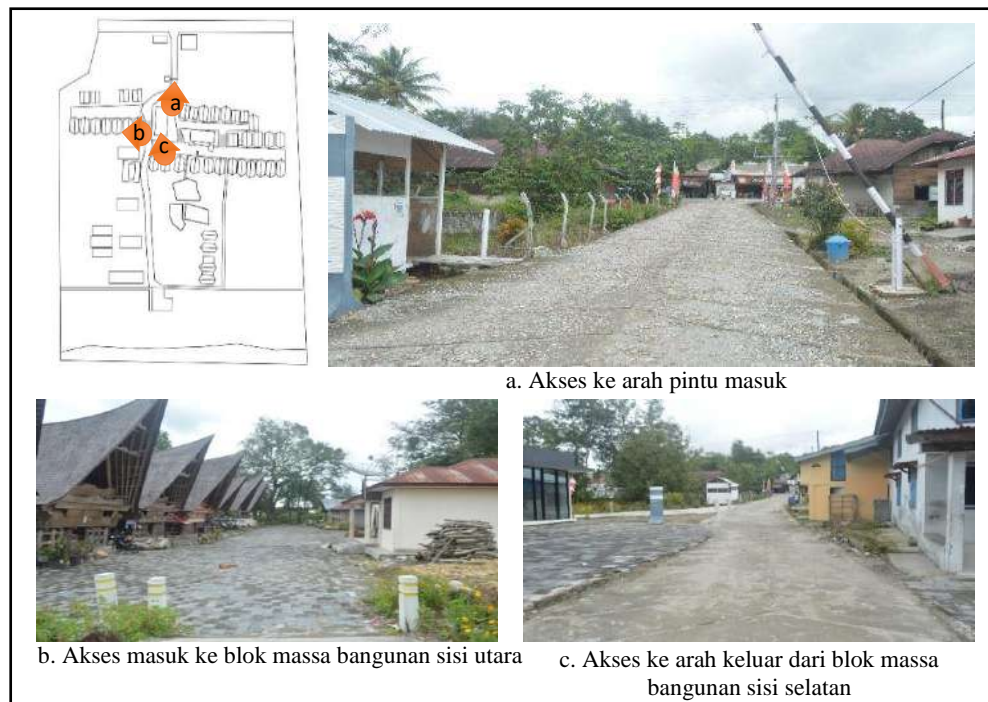 a
b
c
a. Akses ke arah pintu masuk
b. Akses masuk ke blok massa bangunan sisi utara
c. Akses ke arah keluar dari blok massa
bangunan sisi selatan